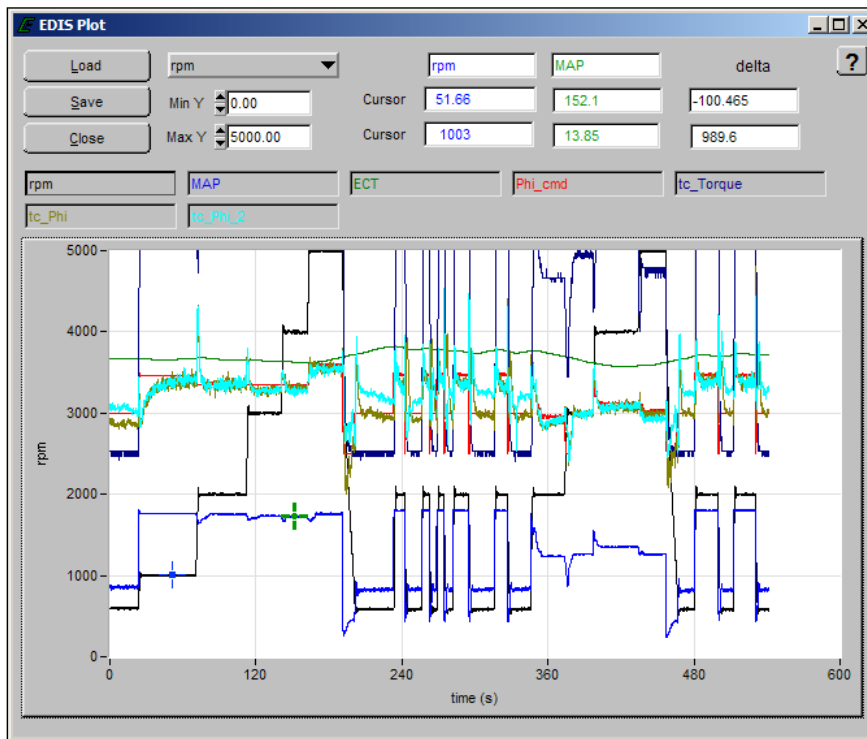 EDIS Plot
Load rpm rpm MAP delta ?
Save Min Y 0.00 Cursor 51.66 152.1 -100.465
Close Max Y 5000.00 Cursor 1003 13.85 989.6
rpm MAP ECT Phi_cmd tc_Torque
tc_Phi tc_Phi_2
5000
4000
3000
rpm
2000
1000
0
0 120 240 360 480 600
time (s)